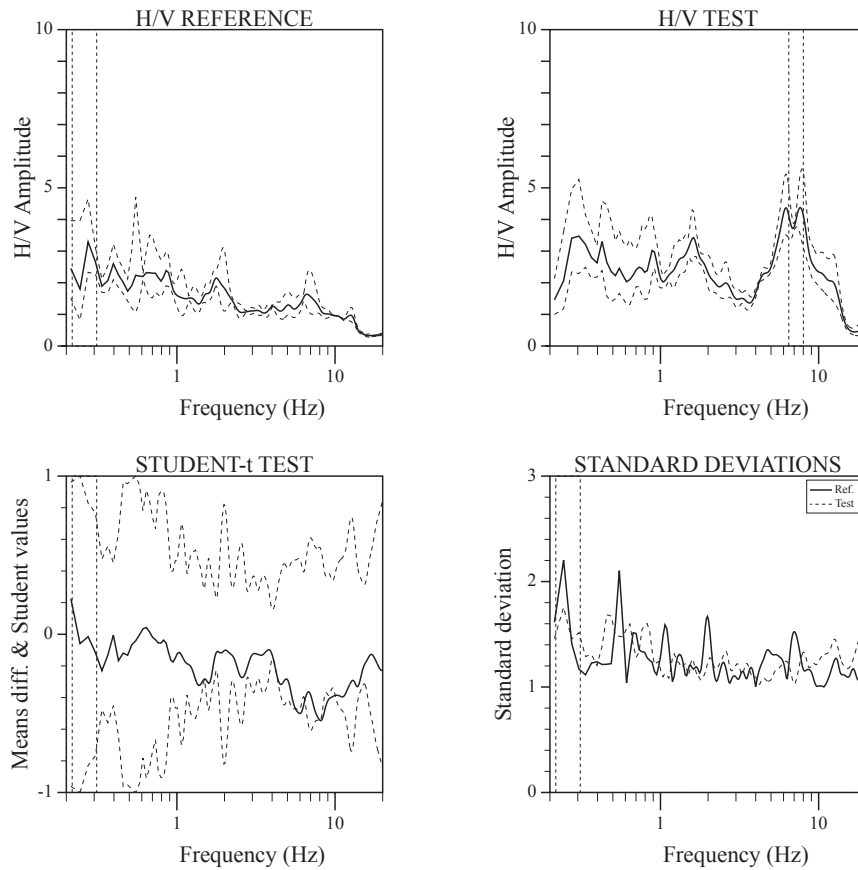 H/V REFERENCE
10
5
0
H/V Amplitude
1
10
Frequency (Hz)
H/V TEST
10
5
0
H/V Amplitude
1
10
Frequency (Hz)
STUDENT-t TEST
1
0
-1
Means diff. & Student values
1
10
Frequency (Hz)
STANDARD DEVIATIONS
3
2
1
0
Standard deviation
Ref.
Test
1
10
Frequency (Hz)